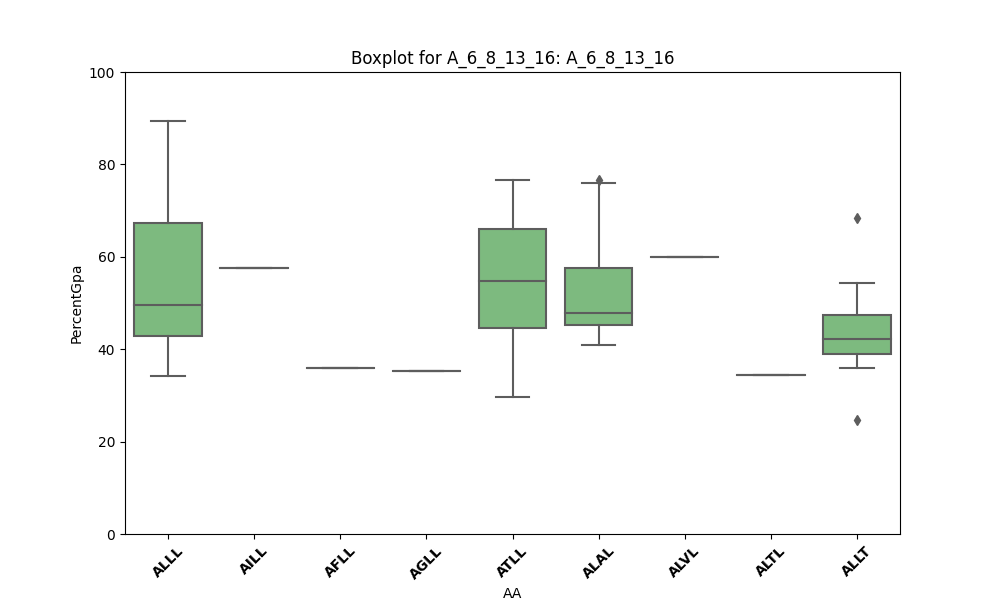 Boxplot for A_6_8_13_16: A_6_8_13_16
100
80
60
40
20
0
PercentGpa
ALLL AILL AFLL AGLL ATLL ALAL ALVL ALTL ALLT
AA